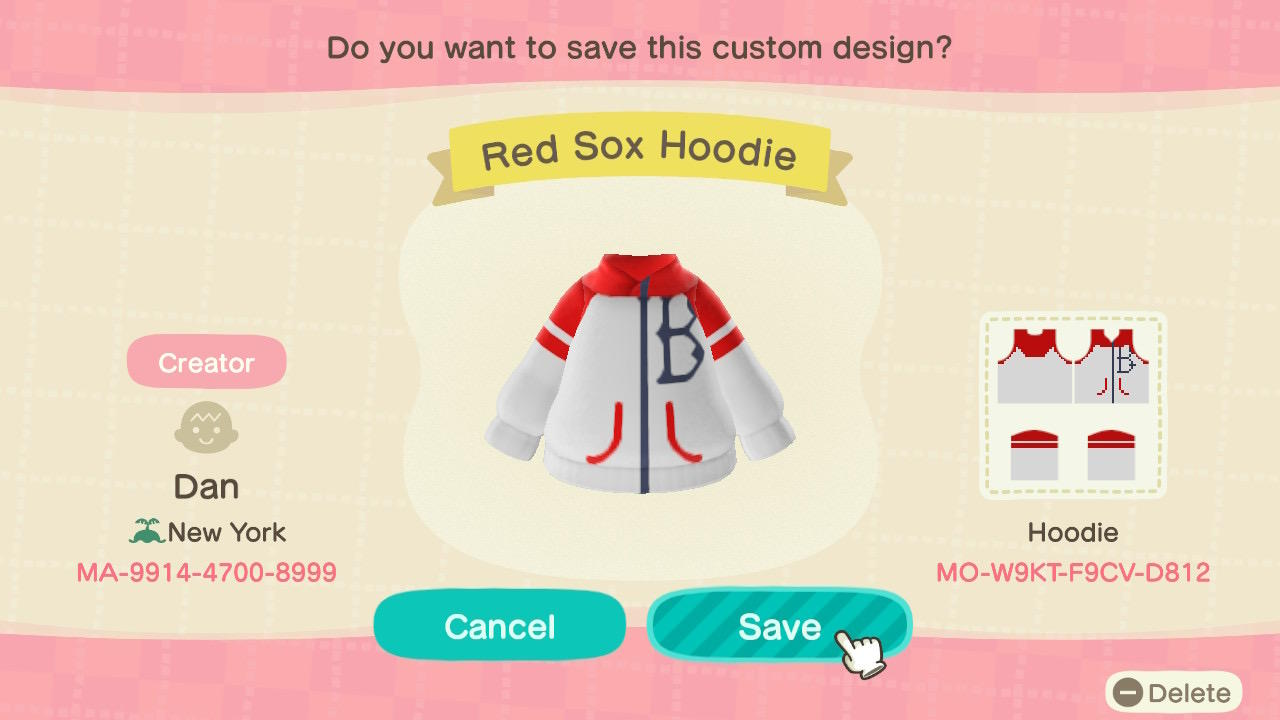 Do you want to save this custom design?
Red Sox Hoodie
B
Creator
Dan
New York
MA-9914-4700-8999
B
Hoodie
MO-W9KT-F9CV-D812
Cancel
Save
Delete